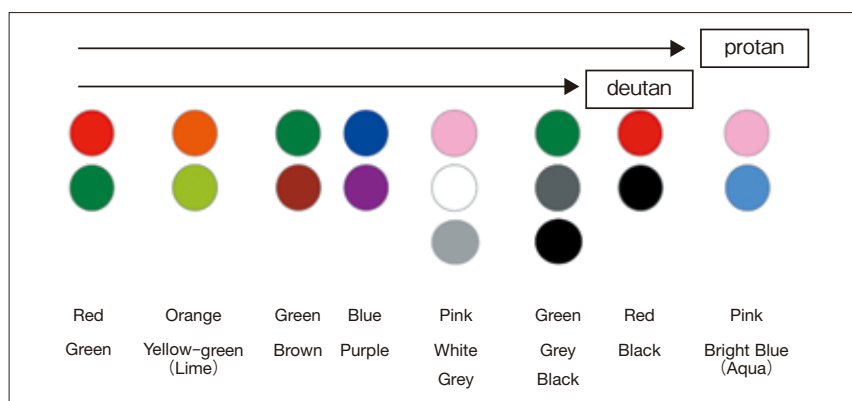 protan
deutan
Red Orange Green Blue Pink Green Red Pink
Green Yellow-green Brown Purple White Grey Black Bright Blue
(Lime) (Aqua)
Grey Black